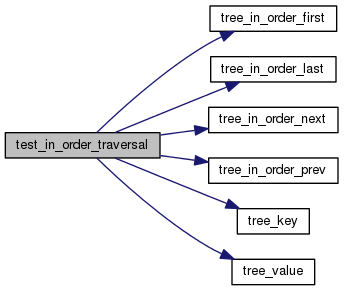 tree_in_order_first
tree_in_order_last
tree_in_order_next
test_in_order_traversal
tree_in_order_prev
tree_key
tree_value